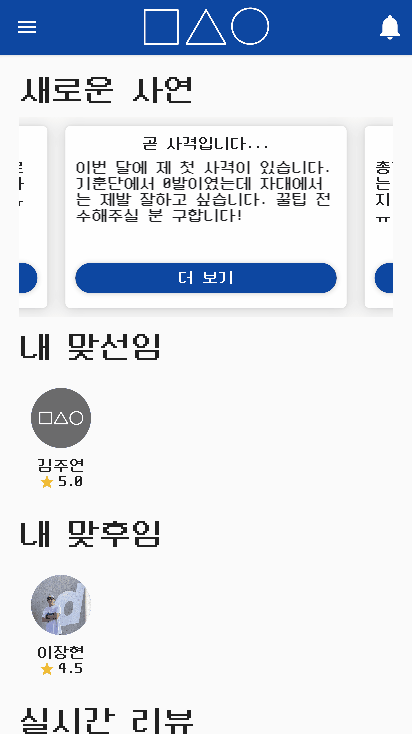 새로운 사연
곧 사격입니다...
이번 달에 제 첫 사격이 있습니다.
기훈단에서 0발이였는데 자대에서
는 제발 잘하고 싶습니다. 꿀팁 전
수해주실 분 구합니다!
더 보기
내 맞선임
김주연
5.0
내 맞후임
이장현
4.5
실시간 리뷰